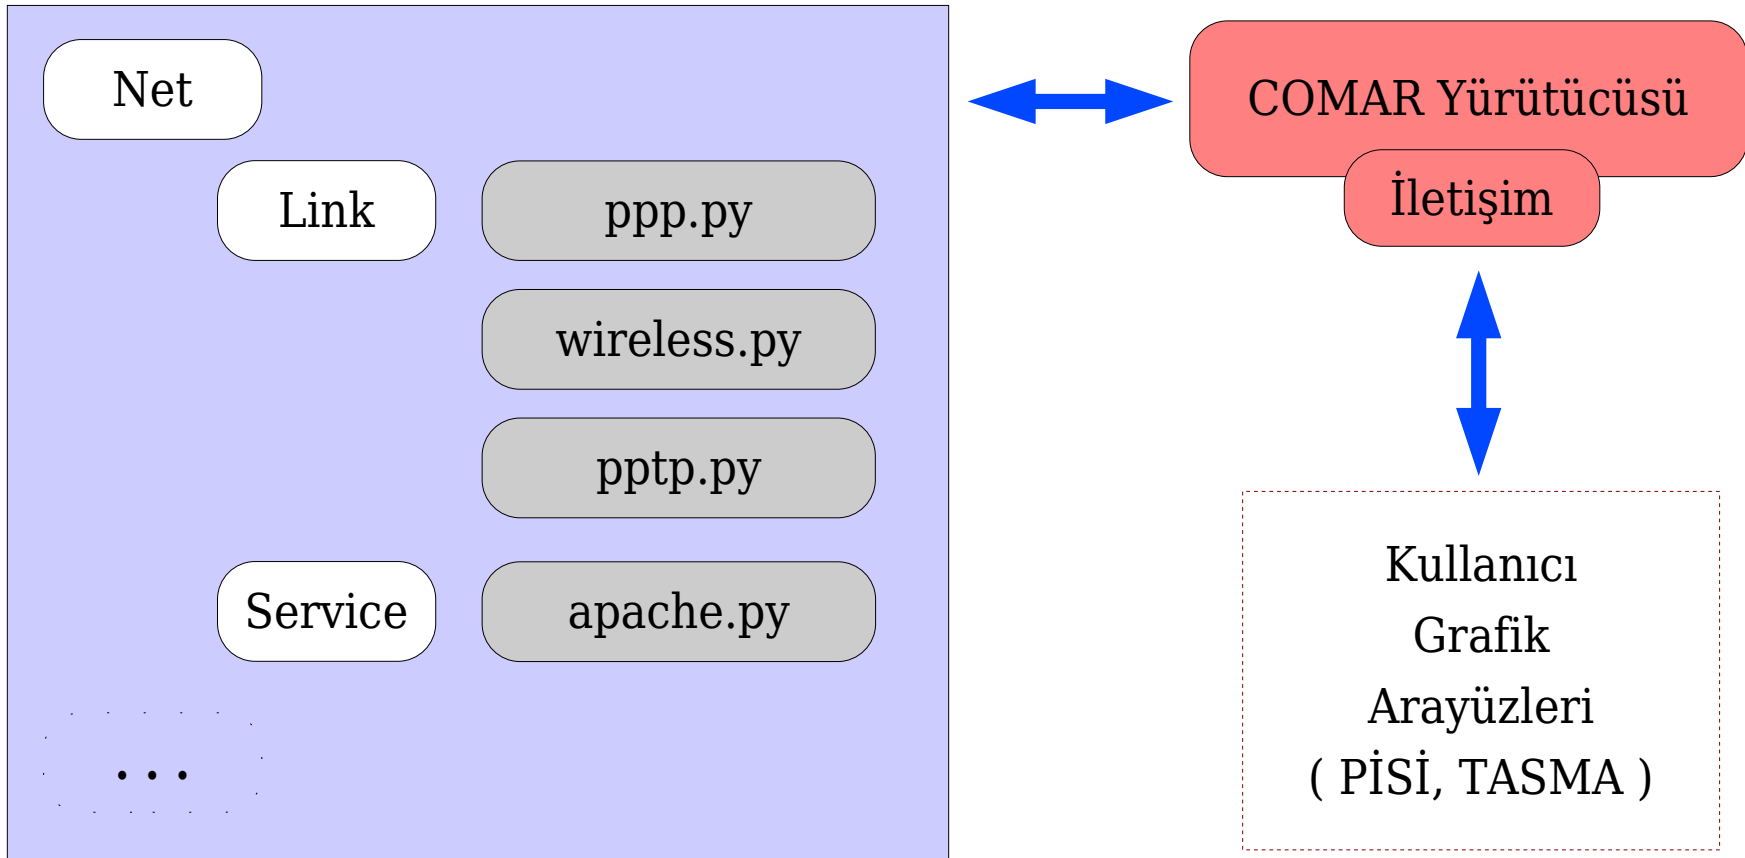 Net
Link
ppp.py
wireless.py
pptp.py
Service
apache.py
...
COMAR Yürütücüsü
İletişim
Kullanıcı
Grafik
Arayüzleri
( PİSİ, TASMA )